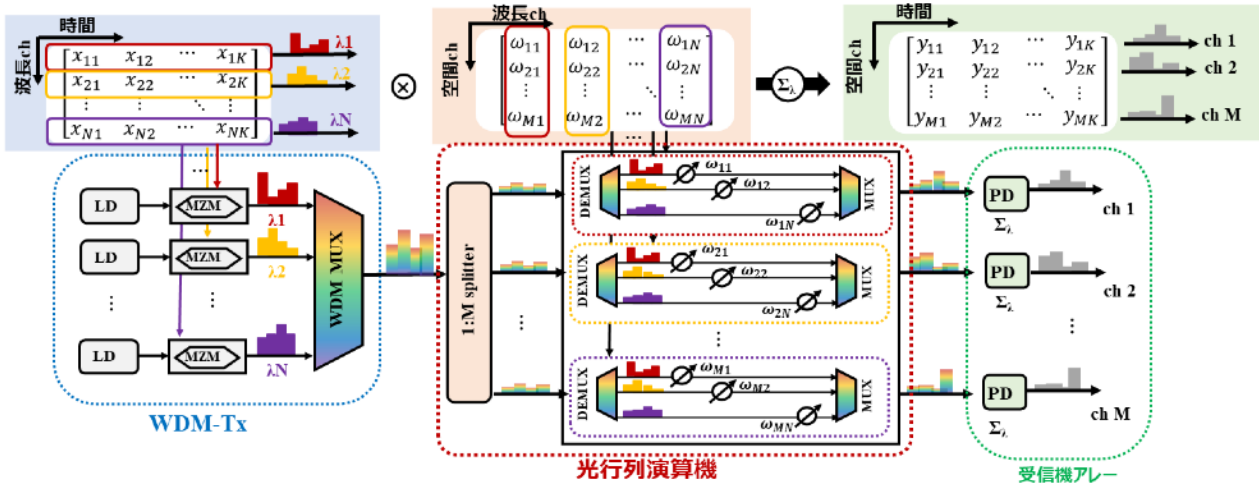 時間
波長ch
x11 x12 ⋯ x1K
x21 x22 ⋯ x2K
⋮ ⋮ ⋱ ⋮
xN1 xN2 ⋯ xNK
λ1
λ2
λN
⊗
波長ch
空間ch
ω11 ω12 ⋯ ω1N
ω21 ω22 ⋯ ω2N
⋮ ⋮ ⋱ ⋮
ωM1 ωM2 ⋯ ωMN
Σλ
時間
空間ch
y11 y12 ⋯ y1K
y21 y22 ⋯ y2K
⋮ ⋮ ⋱ ⋮
yM1 yM2 ⋯ yMK
ch 1
ch 2
ch M
LD MZM λ1
LD MZM λ2
LD MZM λN
WDM MUX
WDM-Tx
1:M splitter
DEMUX ω11 ω12 ω1N MUX
DEMUX ω21 ω22 ω2N MUX
DEMUX ωM1 ωM2 ωMN MUX
光行列演算機
PD Σλ ch 1
PD Σλ ch 2
PD Σλ ch M
受信機アレー